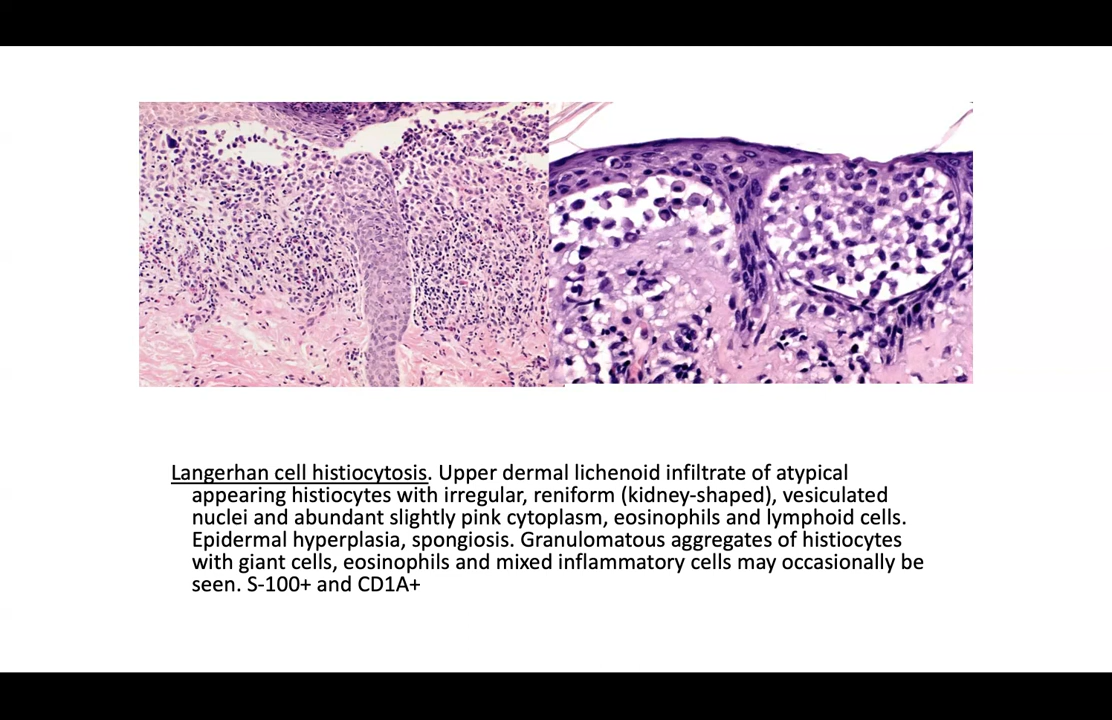 Langerhan cell histiocytosis. Upper dermal lichenoid infiltrate of atypical
appearing histiocytes with irregular, reniform (kidney-shaped), vesiculated
nuclei and abundant slightly pink cytoplasm, eosinophils and lymphoid cells.
Epidermal hyperplasia, spongiosis. Granulomatous aggregates of histiocytes
with giant cells, eosinophils and mixed inflammatory cells may occasionally be
seen. S-100+ and CD1A+